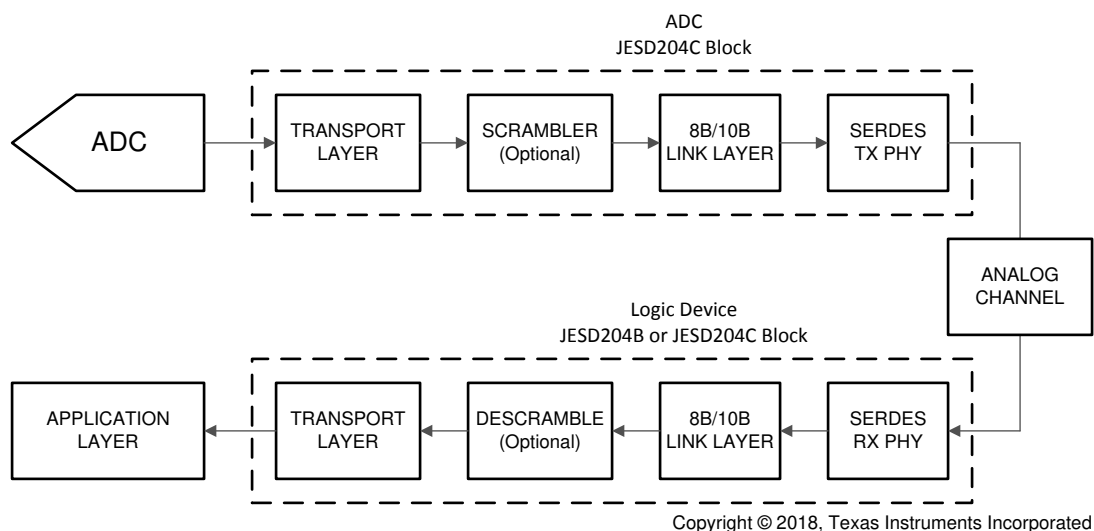 ADC
JESD204C Block
ADC
TRANSPORT
LAYER
SCRAMBLER
(Optional)
8B/10B
LINK LAYER
SERDES
TX PHY
ANALOG
CHANNEL
Logic Device
JESD204B or JESD204C Block
APPLICATION
LAYER
TRANSPORT
LAYER
DESCRAMBLE
(Optional)
8B/10B
LINK LAYER
SERDES
RX PHY
Copyright © 2018, Texas Instruments Incorporated